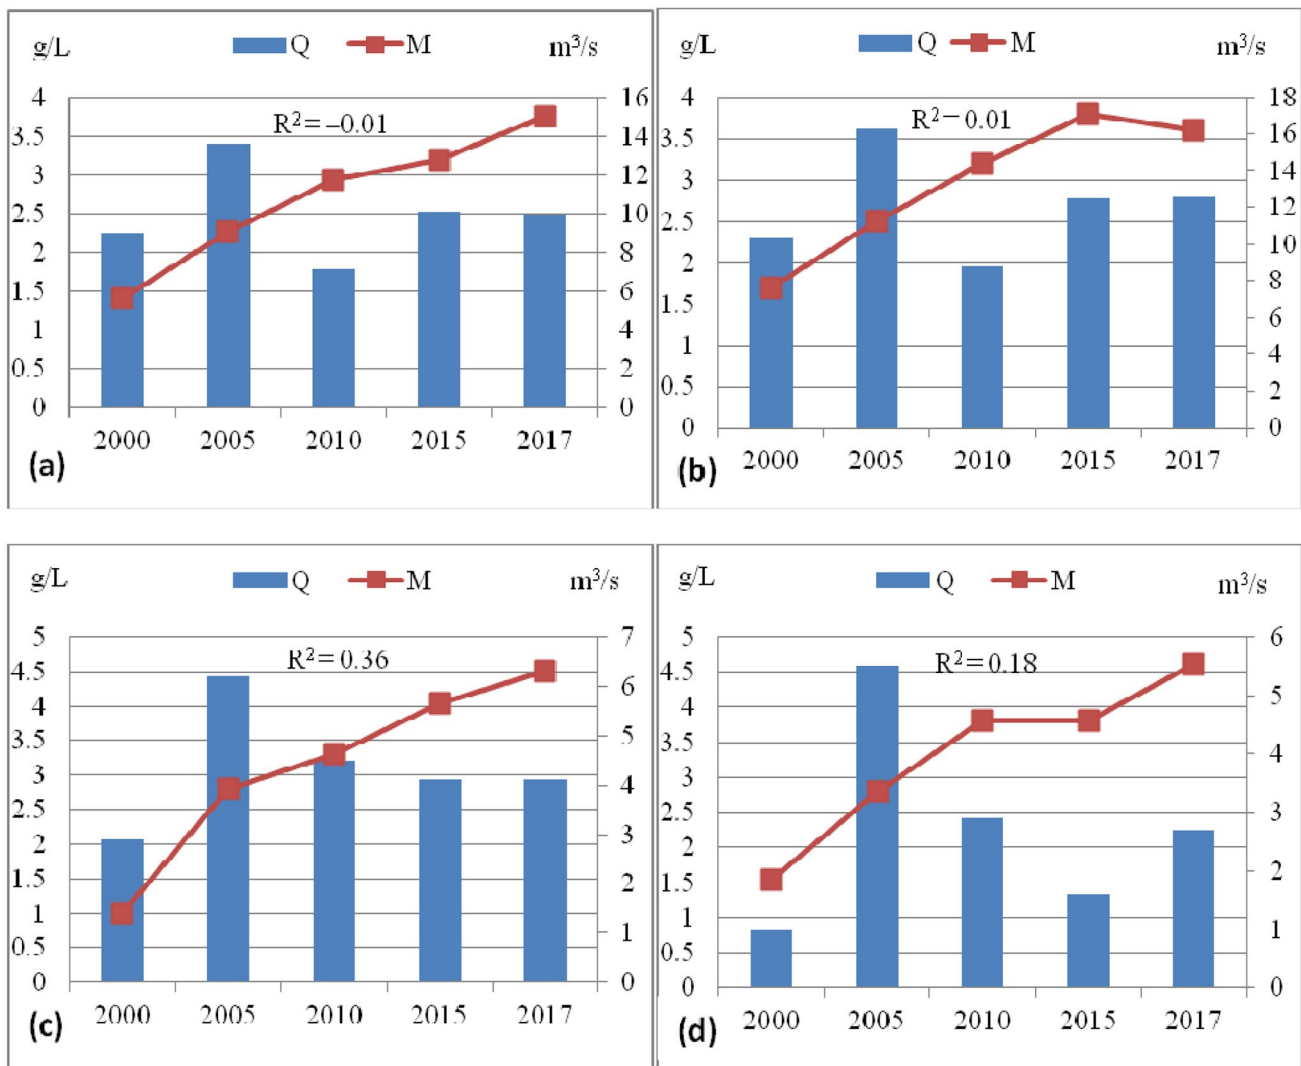 g/L Q M m³/s
R²=–0.01
4 16
3.5 14
3 12
2.5 10
2 8
1.5 6
1 4
0.5 2
0 0
2000 2005 2010 2015 2017
(a)
g/L Q M m³/s
R²=0.01
4 18
3.5 16
3 14
2.5 12
2 10
1.5 8
1 6
0.5 4
0 2
0
2000 2005 2010 2015 2017
(b)
g/L Q M m³/s
R²=0.36
5 7
4.5 6
4 5
3.5 4
3 3
2.5 2
2 1
1.5 0
1
0.5
0
2000 2005 2010 2015 2017
(c)
g/L Q M m³/s
R²=0.18
5 6
4.5 5
4 4
3.5 3
3 2
2.5 1
2 0
1.5
1
0.5
0
2000 2005 2010 2015 2017
(d)